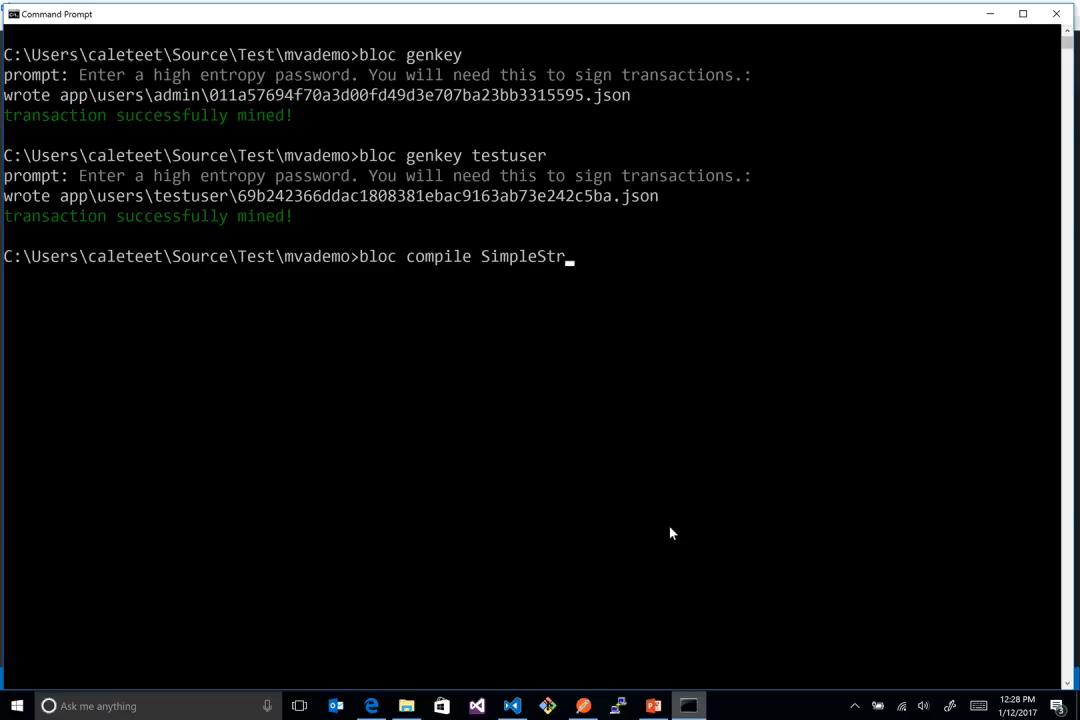 Command Prompt
C:\Users\caleteet\Source\Test\mvademo>bloc genkey
prompt: Enter a high entropy password. You will need this to sign transactions.:
wrote app\users\admin\011a57694f70a3d00fd49d3e707ba23bb3315595.json
transaction successfully mined!
C:\Users\caleteet\Source\Test\mvademo>bloc genkey testuser
prompt: Enter a high entropy password. You will need this to sign transactions.:
wrote app\users\testuser\69b242366ddac1808381ebac9163ab73e242c5ba.json
transaction successfully mined!
C:\Users\caleteet\Source\Test\mvademo>bloc compile SimpleStr_
Ask me anything
12:28 PM
1/12/2017
3